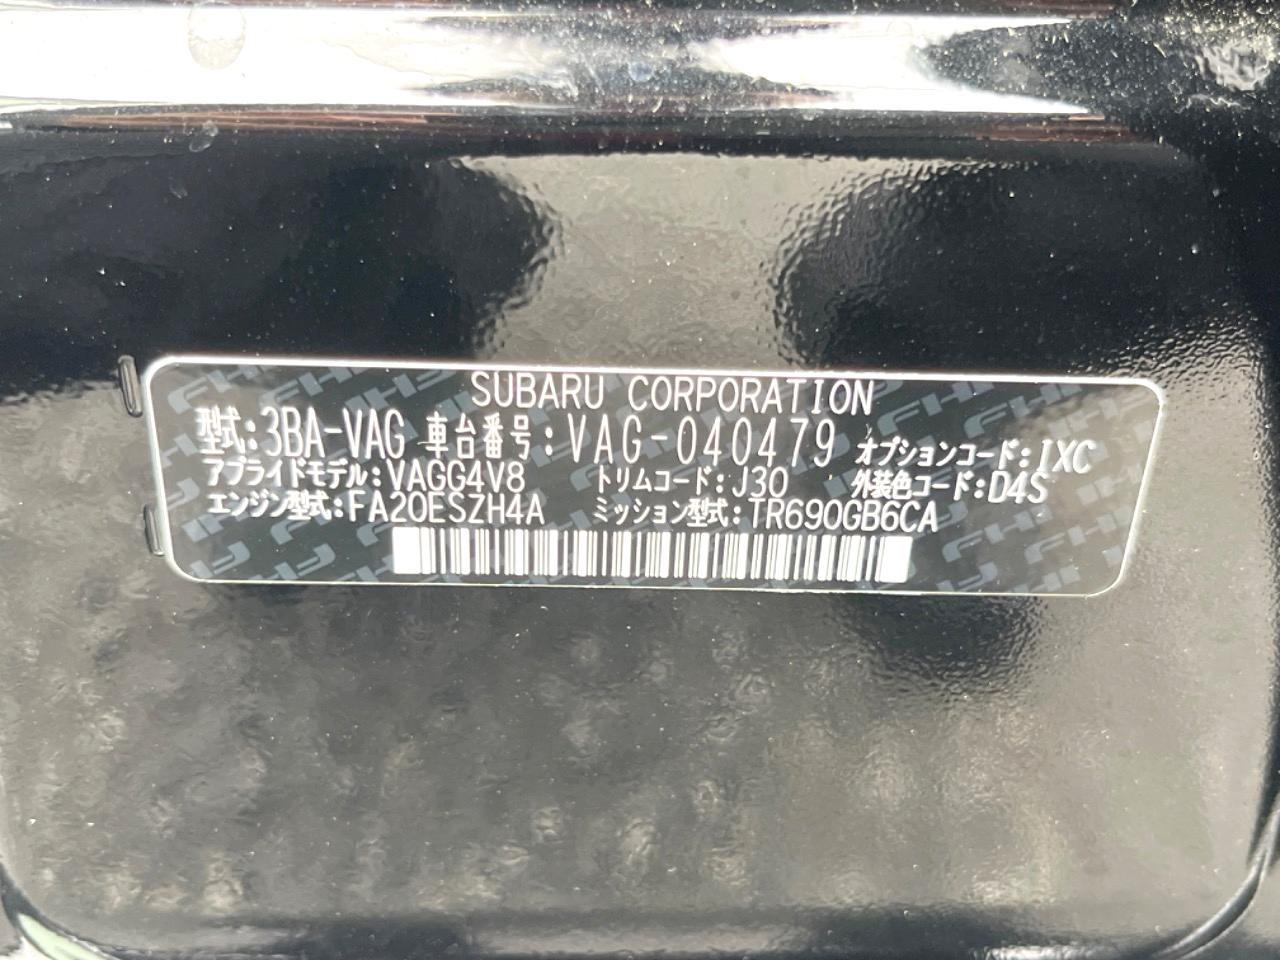 SUBARU CORPORATION
型式:3BA-VAG 車台番号:VAG-040479 オプションコード:IXC
アプライドモデル:VAGG4V8 トリムコード:J30 外装色コード:D4S
エンジン型式:FA20ESZH4A ミッション型式:TR690GB6CA